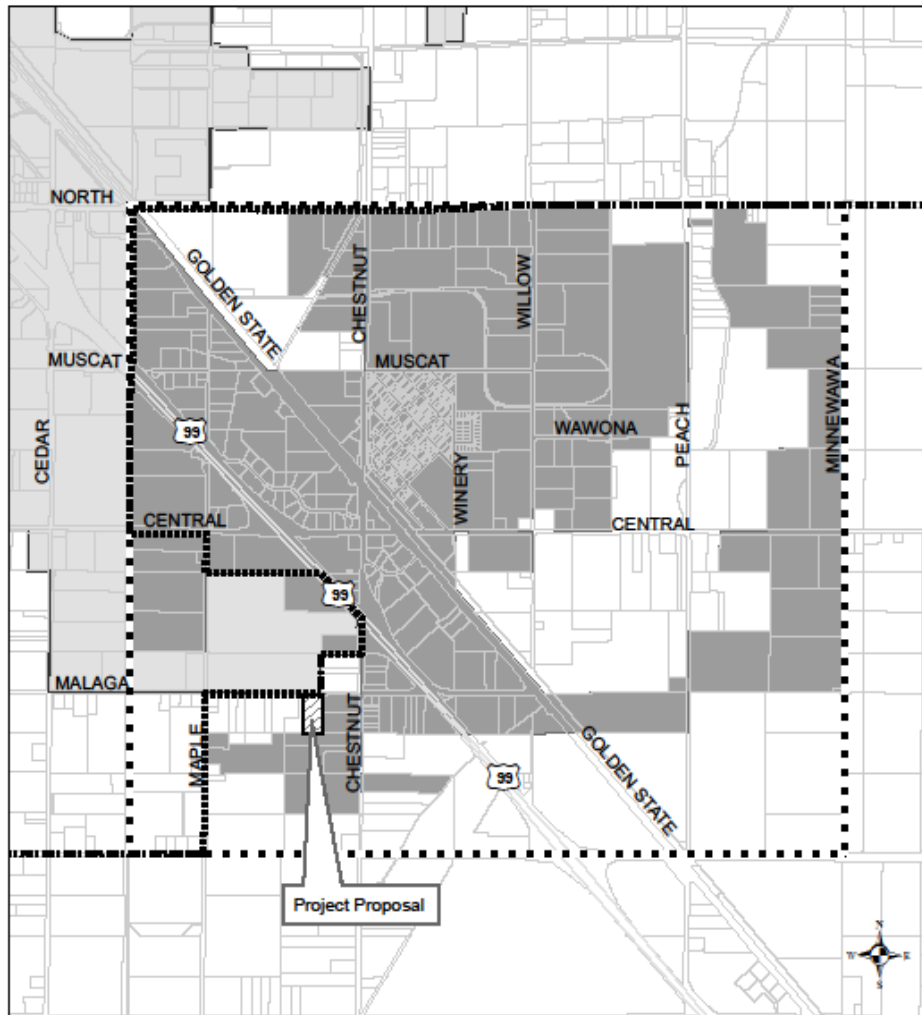 NORTH
GOLDEN STATE
CHESTNUT
WILLOW
MUSCAT
MUSCAT
99
CEDAR
WAWONA
PEACH
MINNEWAWA
WINERY
CENTRAL
CENTRAL
99
MALAGA
MAPLE
CHESTNUT
GOLDEN STATE
99
Project Proposal
N
W E
S